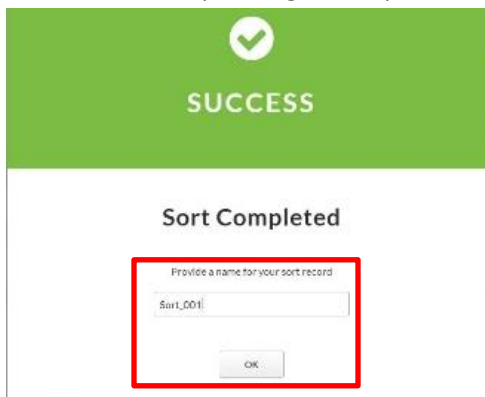 SUCCESS
Sort Completed
Provide a name for your sort record
Sort_001
OK